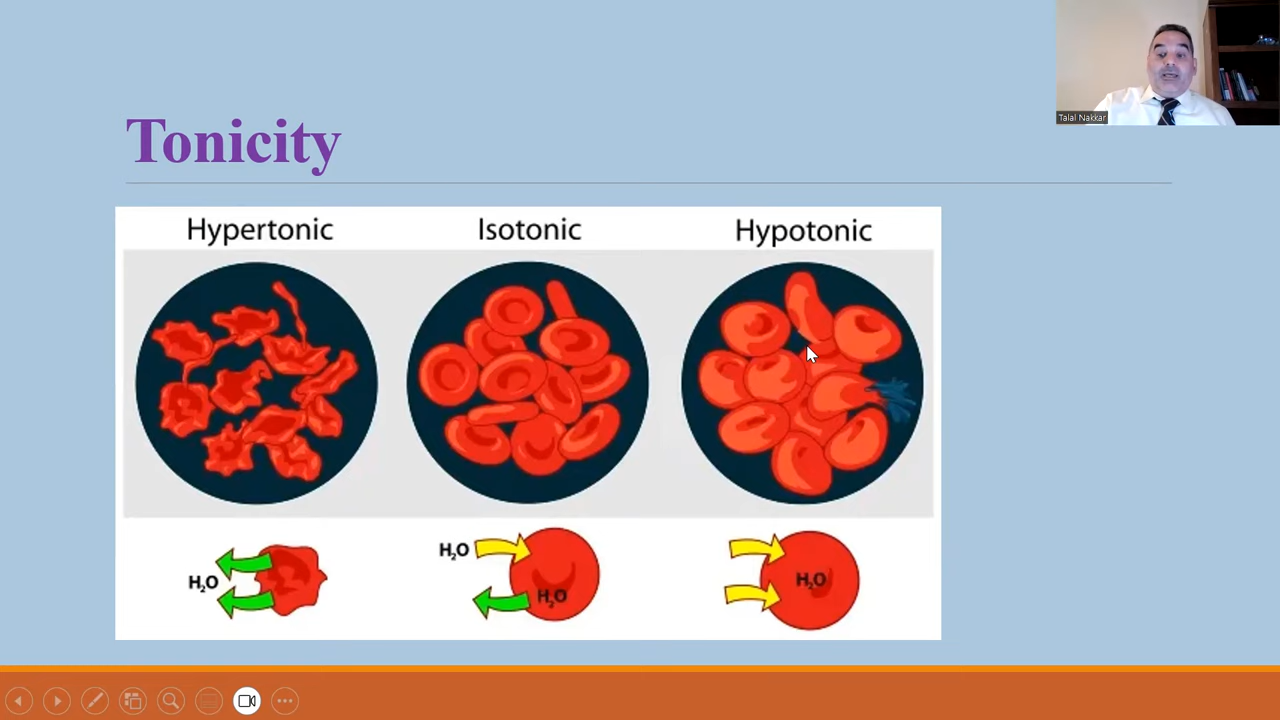 Talal Nakkar
Tonicity
Hypertonic
Isotonic
Hypotonic
H₂O
H₂O
H₂O
H₂O